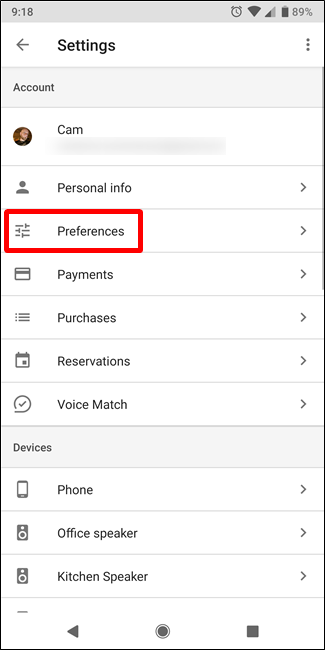 9:18 89%
Settings
Account
Cam
Personal info
Preferences
Payments
Purchases
Reservations
Voice Match
Devices
Phone
Office speaker
Kitchen Speaker